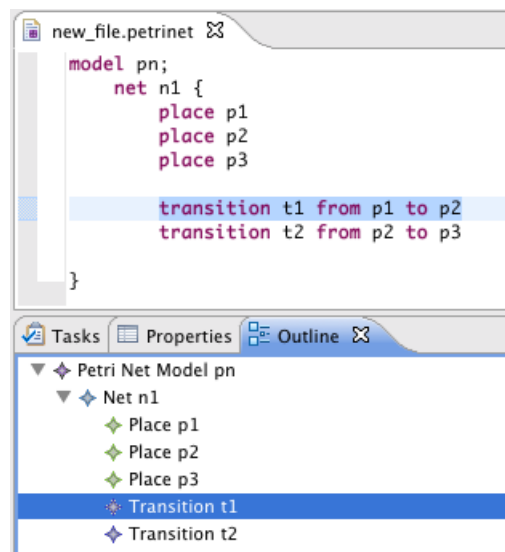 new_file.petrinet
model pn;
net n1 {
place p1
place p2
place p3
transition t1 from p1 to p2
transition t2 from p2 to p3
}
Tasks Properties Outline
Petri Net Model pn
Net n1
Place p1
Place p2
Place p3
Transition t1
Transition t2